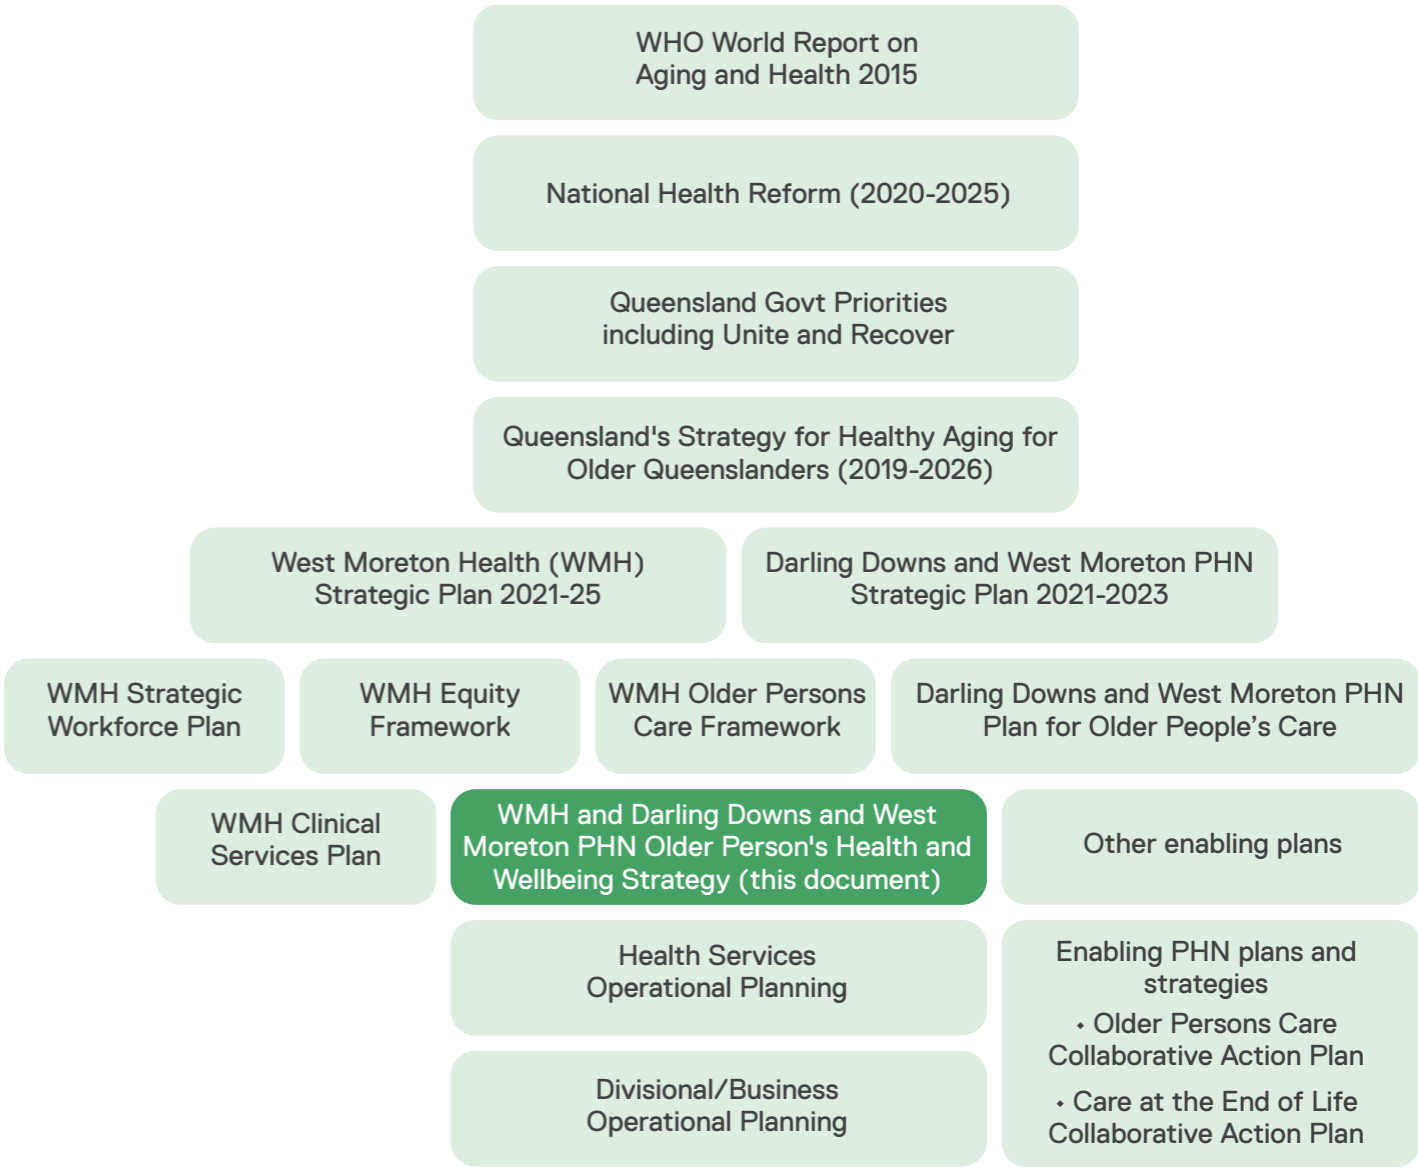 WHO World Report on
Aging and Health 2015
National Health Reform (2020-2025)
Queensland Govt Priorities
including Unite and Recover
Queensland's Strategy for Healthy Aging for
Older Queenslanders (2019-2026)
West Moreton Health (WMH)
Strategic Plan 2021-25
Darling Downs and West Moreton PHN
Strategic Plan 2021-2023
WMH Strategic
Workforce Plan
WMH Equity
Framework
WMH Older Persons
Care Framework
Darling Downs and West Moreton PHN
Plan for Older People’s Care
WMH Clinical
Services Plan
WMH and Darling Downs and West
Moreton PHN Older Person's Health and
Wellbeing Strategy (this document)
Other enabling plans
Health Services
Operational Planning
Divisional/Business
Operational Planning
Enabling PHN plans and
strategies
• Older Persons Care
Collaborative Action Plan
• Care at the End of Life
Collaborative Action Plan